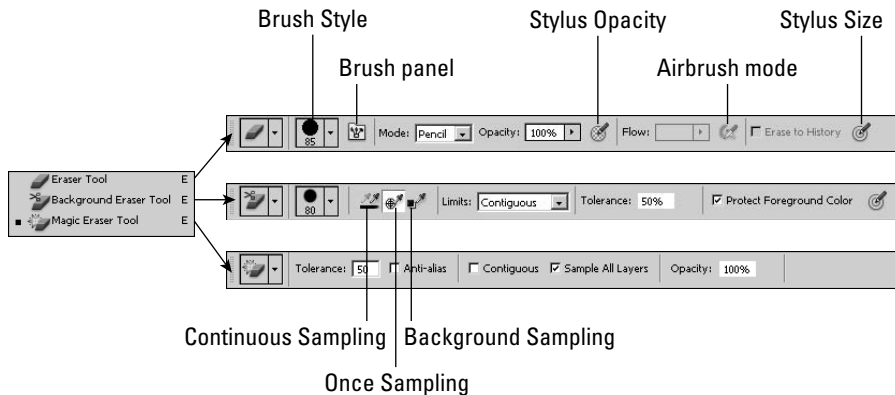 Brush Style
Stylus Opacity
Stylus Size
Brush panel
Airbrush mode
85
Mode: Pencil
Opacity: 100%
Flow:
Erase to History
Eraser Tool E
Background Eraser Tool E
Magic Eraser Tool E
80
Limits: Contiguous
Tolerance: 50%
Protect Foreground Color
Tolerance: 50
Anti-alias
Contiguous
Sample All Layers
Opacity: 100%
Continuous Sampling
Background Sampling
Once Sampling